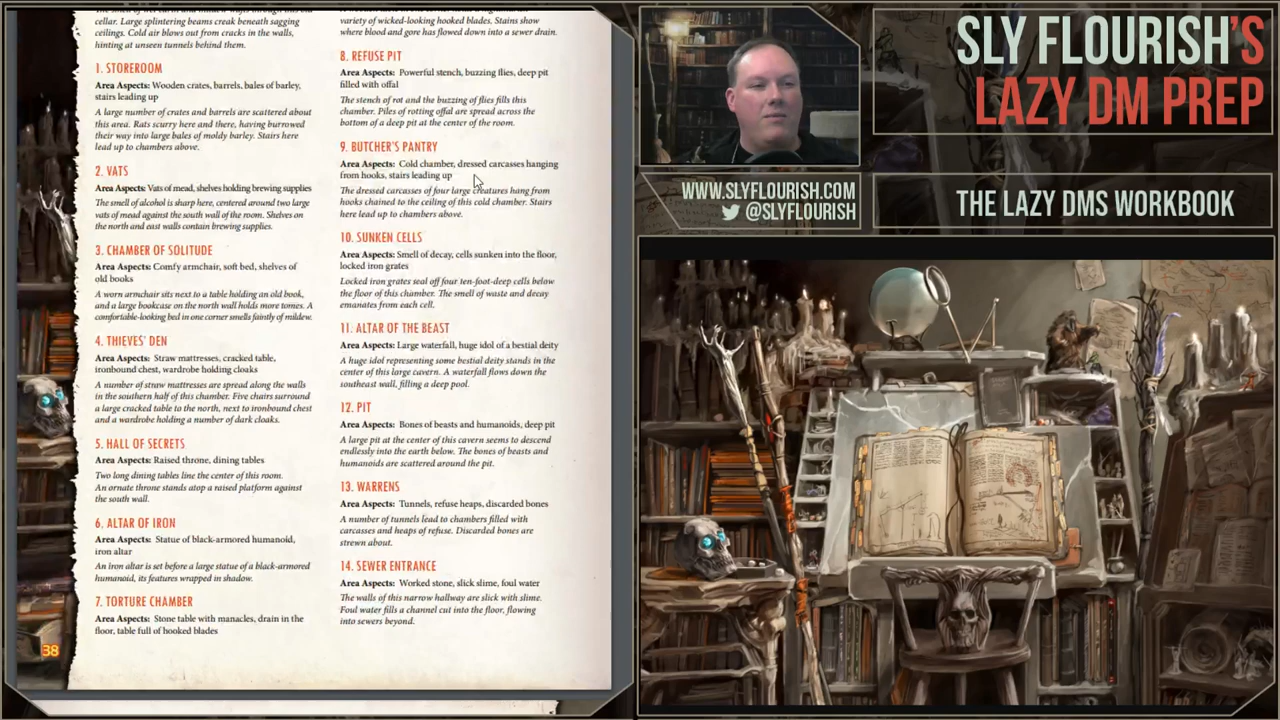 cellar. Large splintering beams creak beneath sagging
ceilings. Cold air blows out from cracks in the walls,
hinting at unseen tunnels behind them.
1. STOREROOM
Area Aspects: Wooden crates, barrels, bales of barley,
stairs leading up
A large number of crates and barrels are scattered about
this area. Rats scurry here and there, having burrowed
their way into large bales of moldy barley. Stairs here
lead up to chambers above.
2. VATS
Area Aspects: Vats of mead, shelves holding brewing supplies
The smell of alcohol is sharp here, centered around two large
vats of mead against the south wall of the room. Shelves on
the north and east walls contain brewing supplies.
3. CHAMBER OF SOLITUDE
Area Aspects: Comfy armchair, soft bed, shelves of
old books
A worn armchair sits next to a table holding an old book,
and a large bookcase on the north wall holds more tomes. A
comfortable-looking bed in one corner smells faintly of mildew.
4. THIEVES' DEN
Area Aspects: Straw mattresses, cracked table,
ironbound chest, wardrobe holding cloaks
A number of straw mattresses are spread along the walls
in the southern half of this chamber. Five chairs surround
a large cracked table to the north, next to ironbound chest
and a wardrobe holding a number of dark cloaks.
5. HALL OF SECRETS
Area Aspects: Raised throne, dining tables
Two long dining tables line the center of this room.
An ornate throne stands atop a raised platform against
the south wall.
6. ALTAR OF IRON
Area Aspects: Statue of black-armored humanoid,
iron altar
An iron altar is set before a large statue of a black-armored
humanoid, its features wrapped in shadow.
7. TORTURE CHAMBER
Area Aspects: Stone table with manacles, drain in the
floor, table full of hooked blades
38
variety of wicked-looking hooked blades. Stains show
where blood and gore has flowed down into a sewer drain.
8. REFUSE PIT
Area Aspects: Powerful stench, buzzing flies, deep pit
filled with offal
The stench of rot and the buzzing of flies fills this
chamber. Piles of rotting offal are spread across the
bottom of a deep pit at the center of the room.
9. BUTCHER'S PANTRY
Area Aspects: Cold chamber, dressed carcasses hanging
from hooks, stairs leading up
The dressed carcasses of four large creatures hang from
hooks chained to the ceiling of this cold chamber. Stairs
here lead up to chambers above.
10. SUNKEN CELLS
Area Aspects: Smell of decay, cells sunken into the floor,
locked iron grates
Locked iron grates seal off four ten-foot-deep cells below
the floor of this chamber. The smell of waste and decay
emanates from each cell.
11. ALTAR OF THE BEAST
Area Aspects: Large waterfall, huge idol of a bestial deity
A huge idol representing some bestial deity stands in the
center of this large cavern. A waterfall flows down the
southeast wall, filling a deep pool.
12. PIT
Area Aspects: Bones of beasts and humanoids, deep pit
A large pit at the center of this cavern seems to descend
endlessly into the earth below. The bones of beasts and
humanoids are scattered around the pit.
13. WARRENS
Area Aspects: Tunnels, refuse heaps, discarded bones
A number of tunnels lead to chambers filled with
carcasses and heaps of refuse. Discarded bones are
strewn about.
14. SEWER ENTRANCE
Area Aspects: Worked stone, slick slime, foul water
The walls of this narrow hallway are slick with slime.
Foul water fills a channel cut into the floor, flowing
into sewers beyond.
SLY FLOURISH'S
LAZY DM PREP
WWW.SLYFLOURISH.COM
@SLYFLOURISH
THE LAZY DMS WORKBOOK